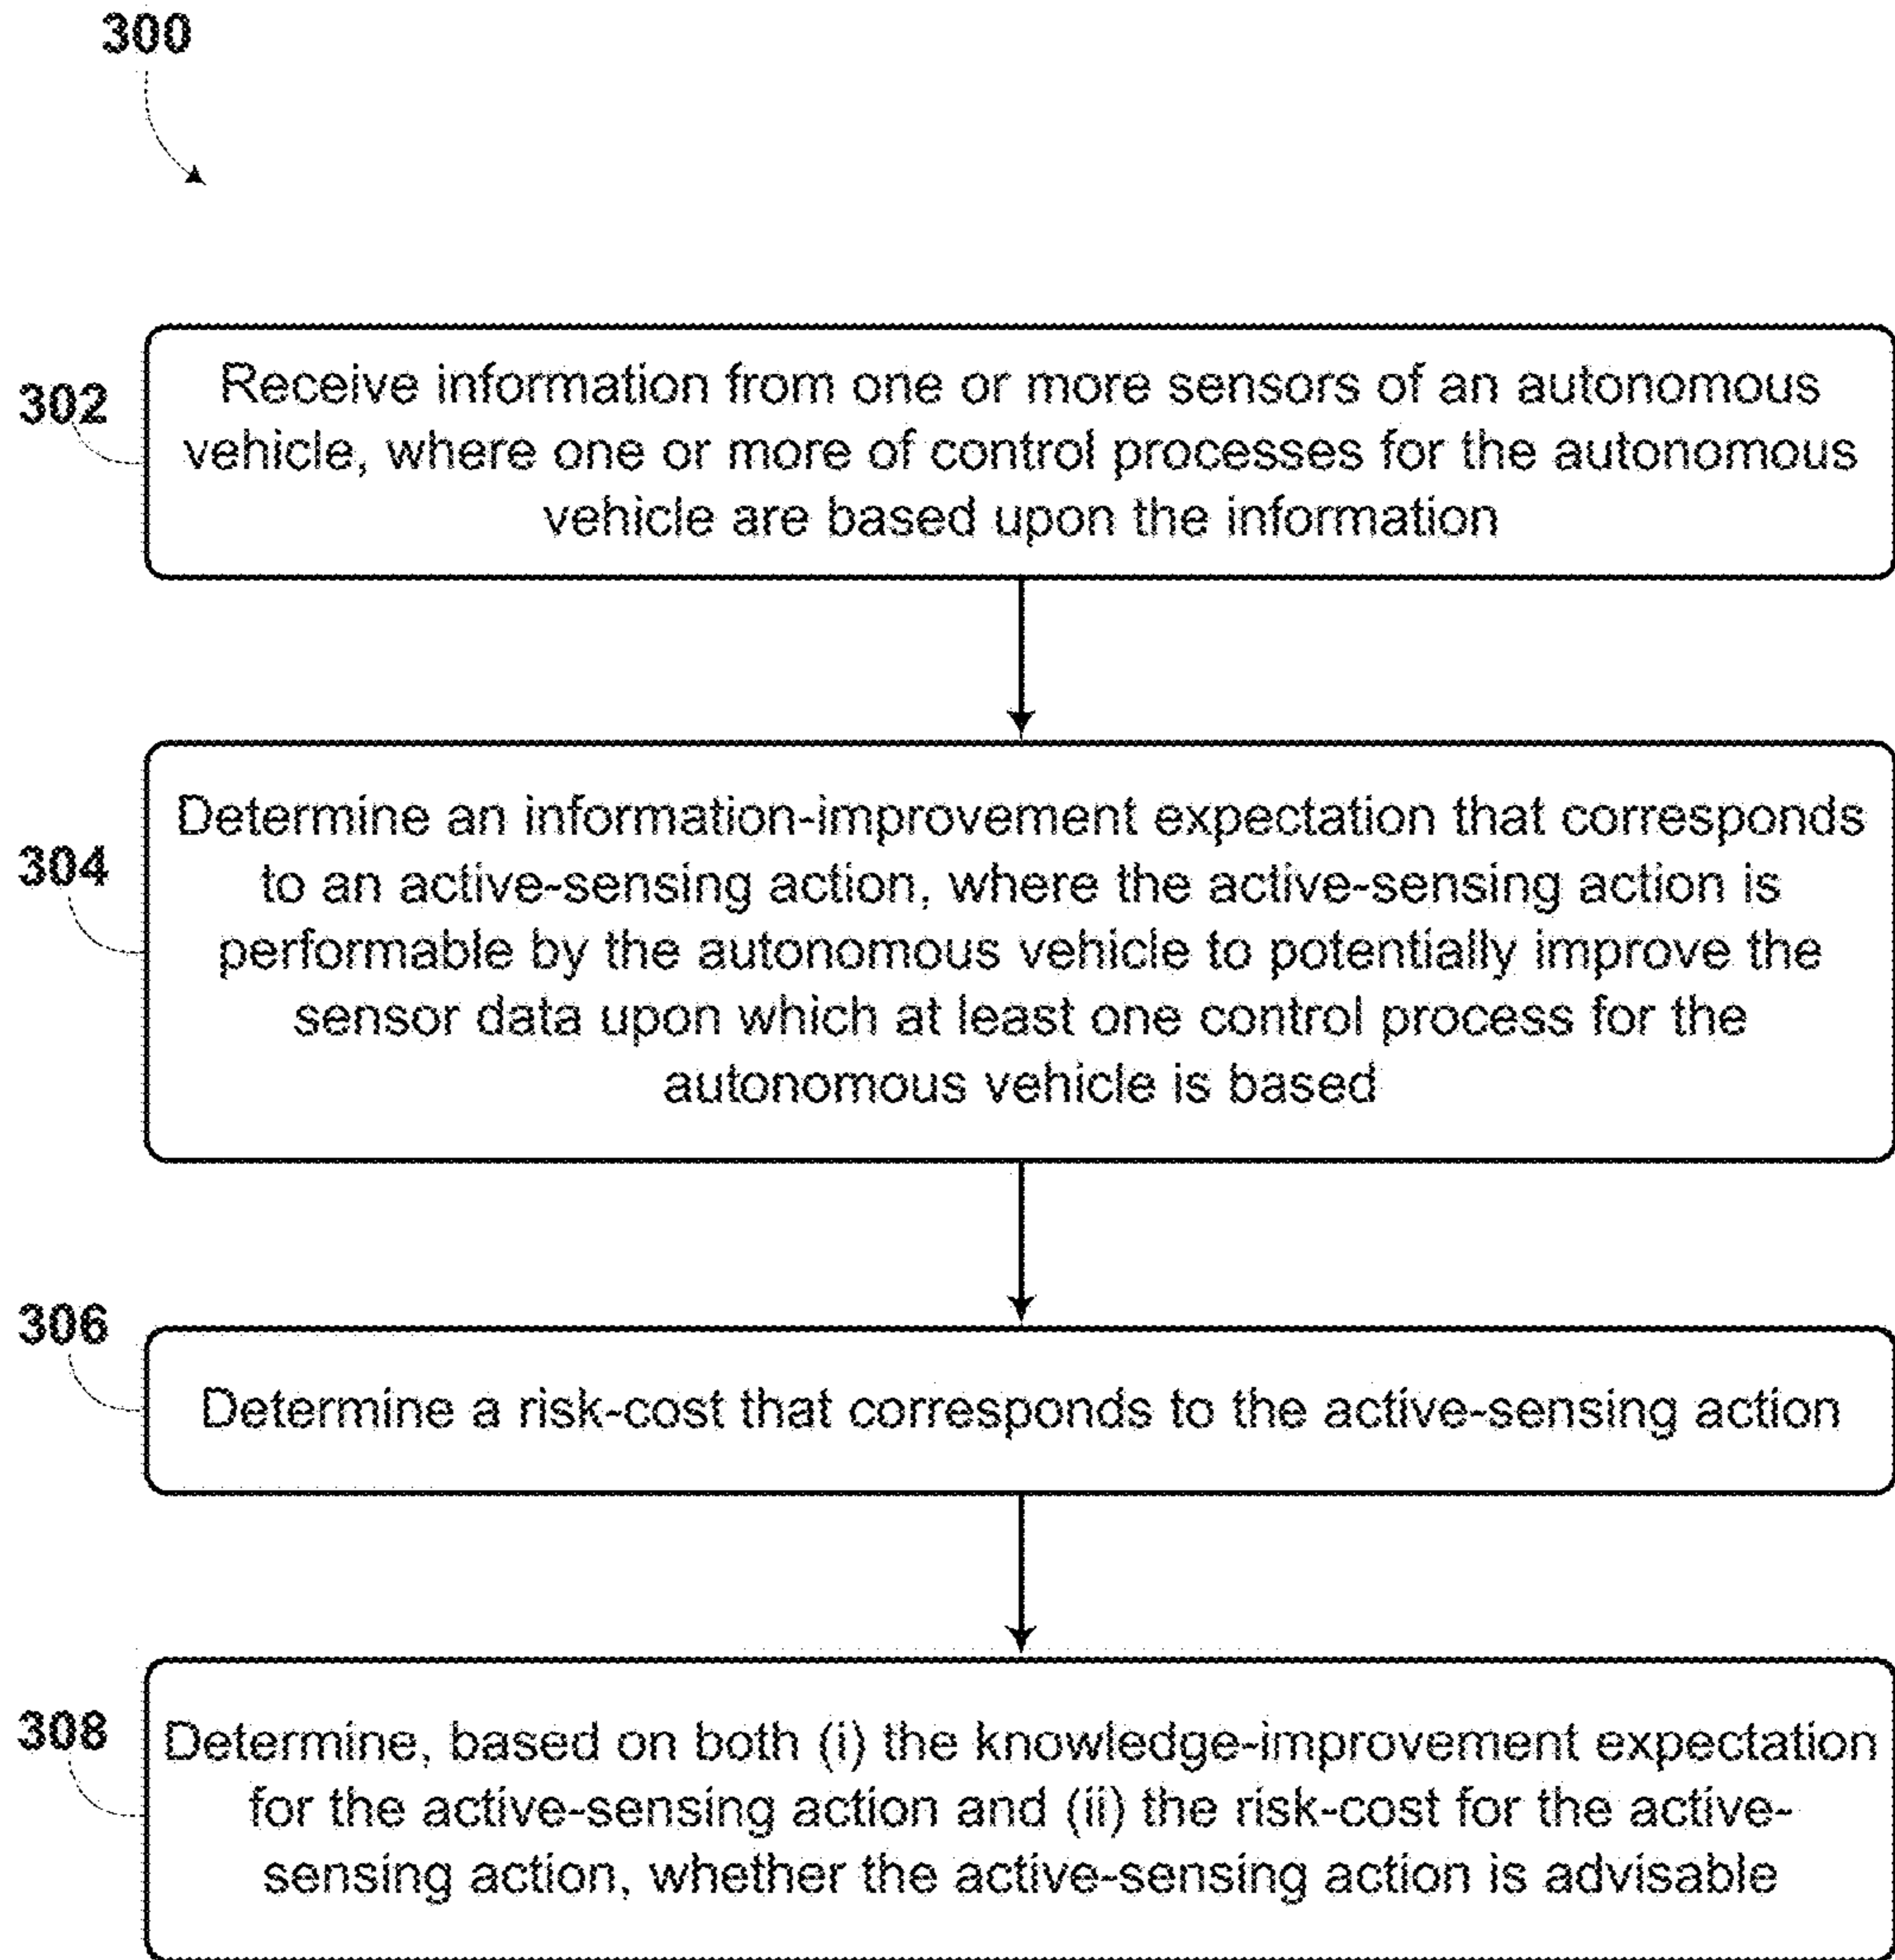 300
302
Receive information from one or more sensors of an autonomous
vehicle, where one or more of control processes for the autonomous
vehicle are based upon the information
304
Determine an information-improvement expectation that corresponds
to an active-sensing action, where the active-sensing action is
performable by the autonomous vehicle to potentially improve the
sensor data upon which at least one control process for the
autonomous vehicle is based
306
Determine a risk-cost that corresponds to the active-sensing action
308
Determine, based on both (i) the knowledge-improvement expectation
for the active-sensing action and (ii) the risk-cost for the active-
sensing action, whether the active-sensing action is advisable